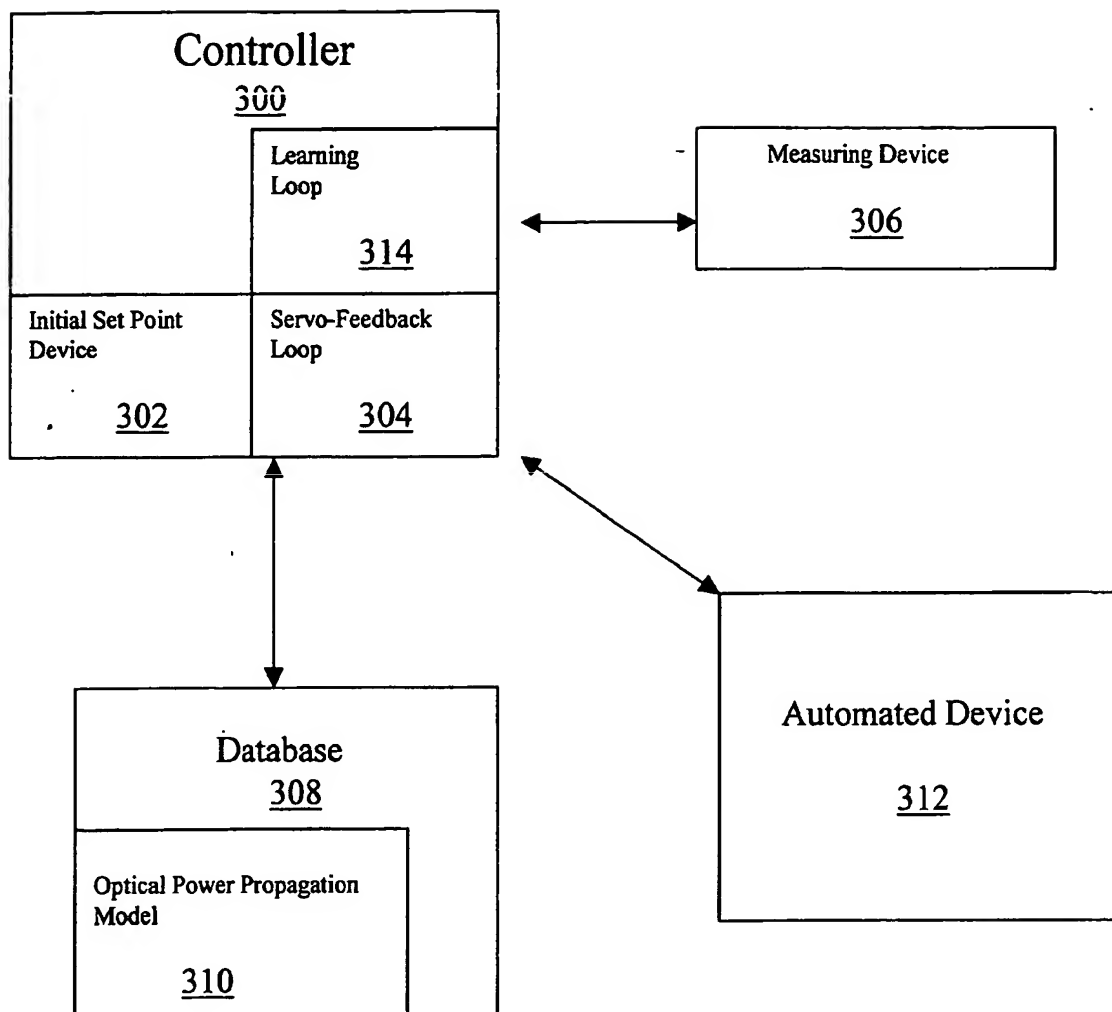 Controller
300
Learning
Loop
314
Initial Set Point
Device
302
Servo-Feedback
Loop
304
Measuring Device
306
Database
308
Optical Power Propagation
Model
310
Automated Device
312